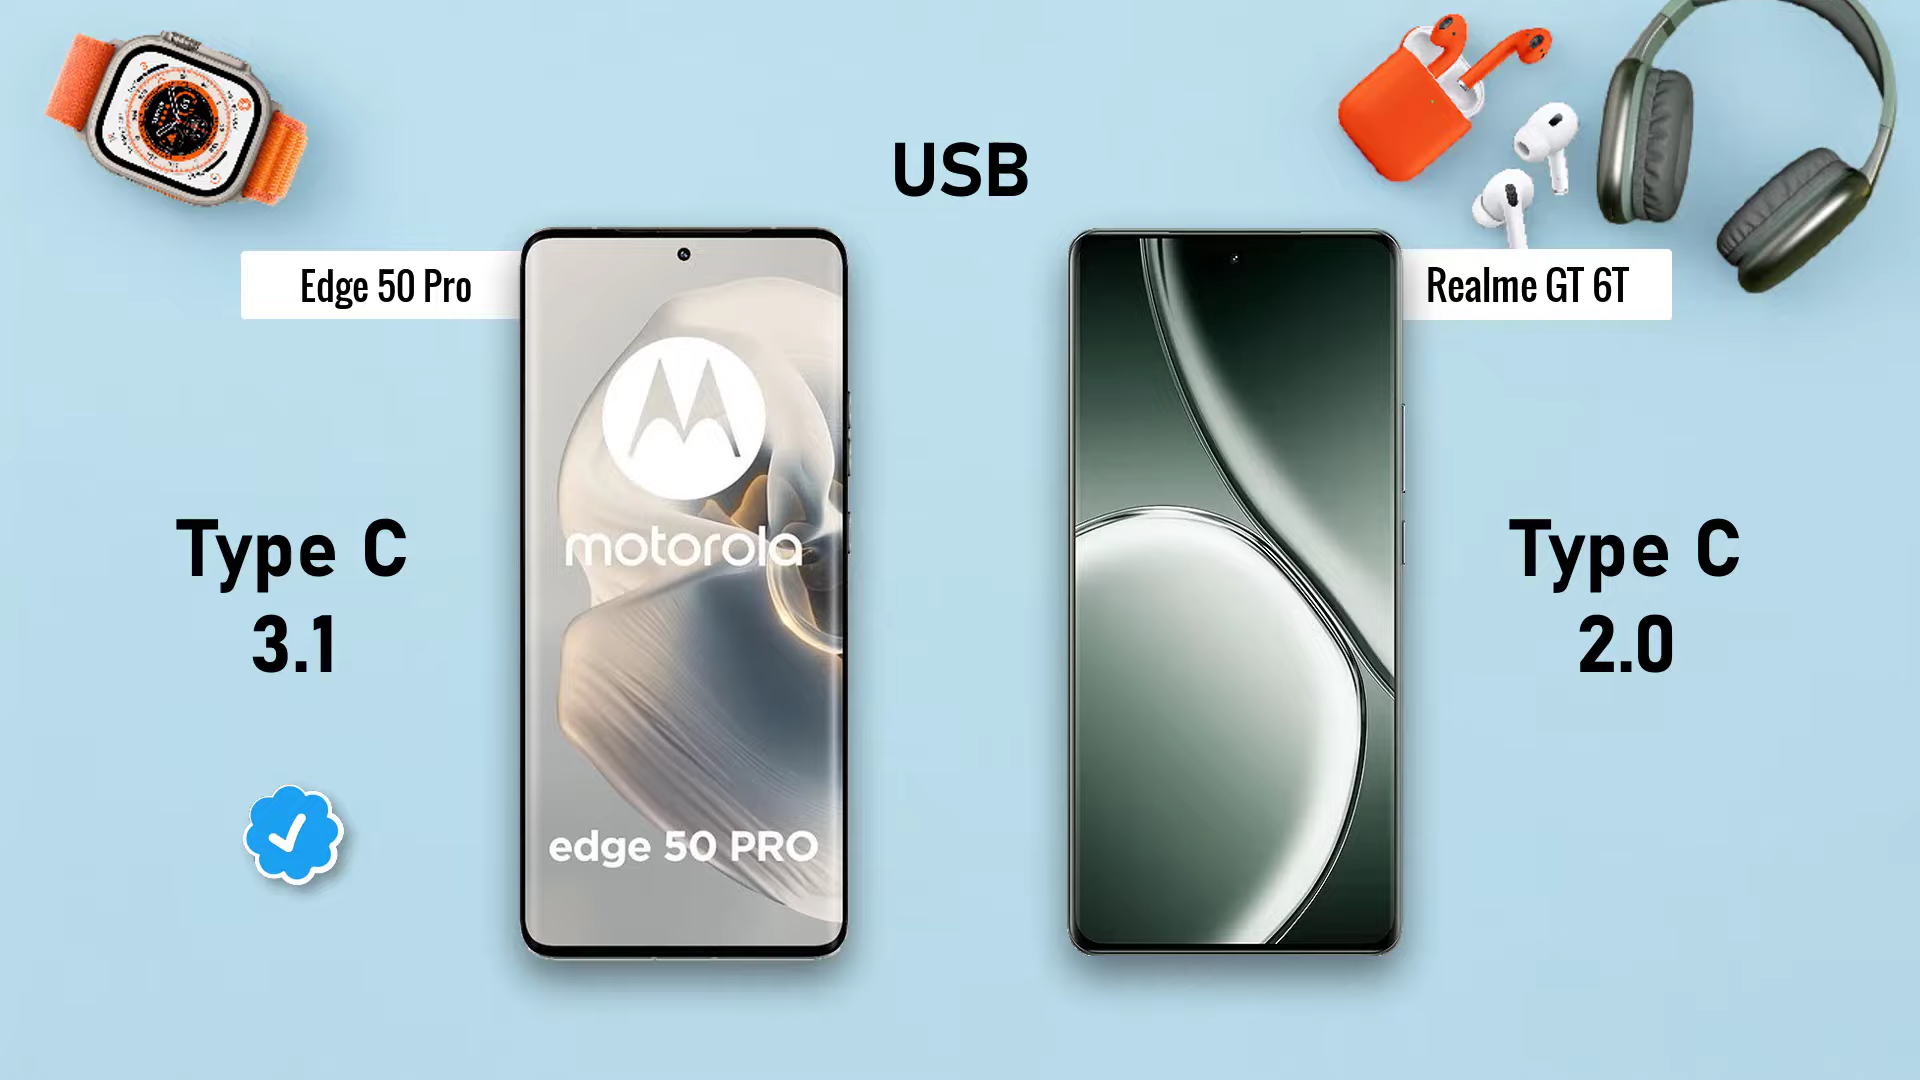 USB
Edge 50 Pro
Realme GT 6T
motorola
Type C
3.1
Type C
2.0
edge 50 PRO